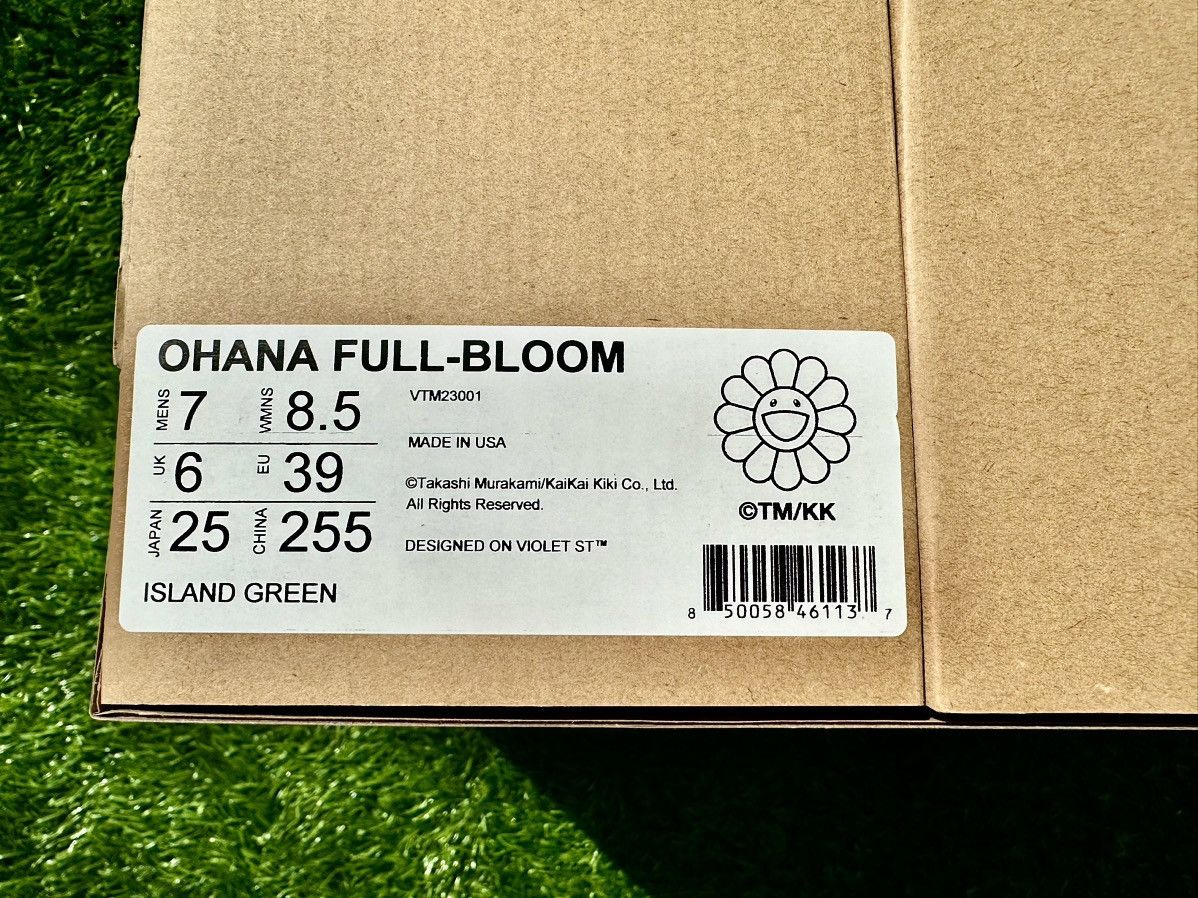 OHANA FULL-BLOOM
MENS 7 WMNS 8.5
UK 6 EU 39
JAPAN 25 CHINA 255
ISLAND GREEN
VTM23001
MADE IN USA
©Takashi Murakami/KaiKai Kiki Co., Ltd.
All Rights Reserved.
DESIGNED ON VIOLET ST™
©TM/KK
8 50058 46113 7